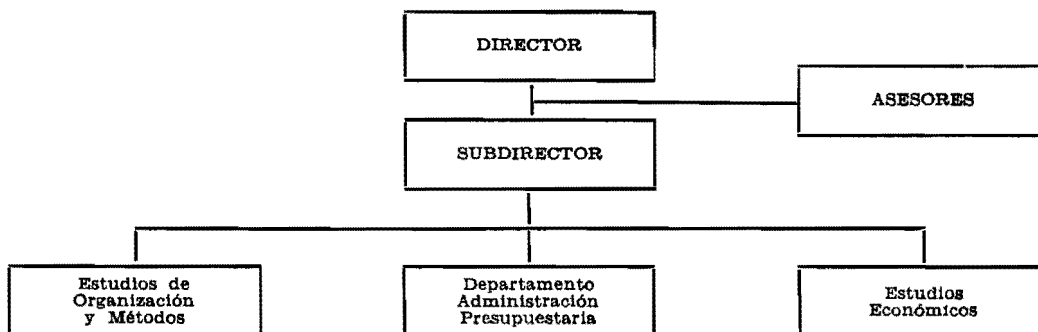 DIRECTOR
ASESORES
SUBDIRECTOR
Estudios de
Organización
y Métodos
Departamento
Administración
Presupuestaria
Estudios
Económicos